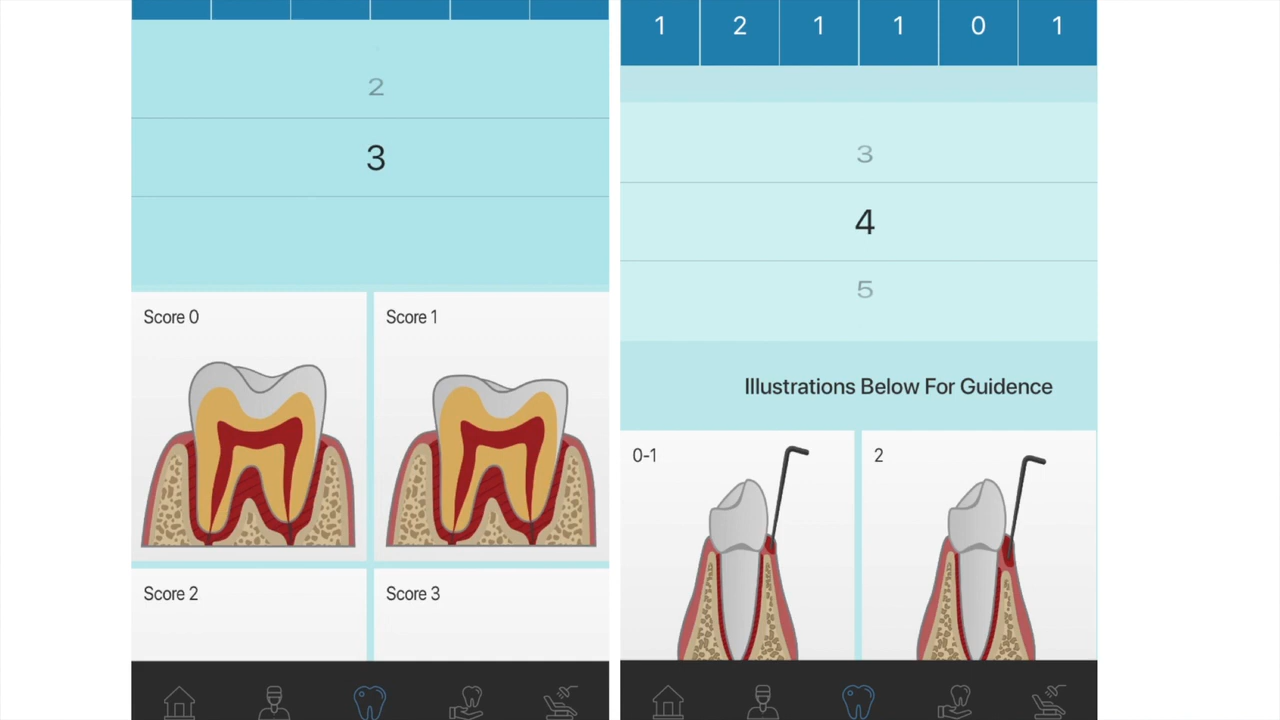 2
3
Score 0
Score 1
Score 2
Score 3
1 2 1 1 0 1
3
4
5
Illustrations Below For Guidence
0-1
2